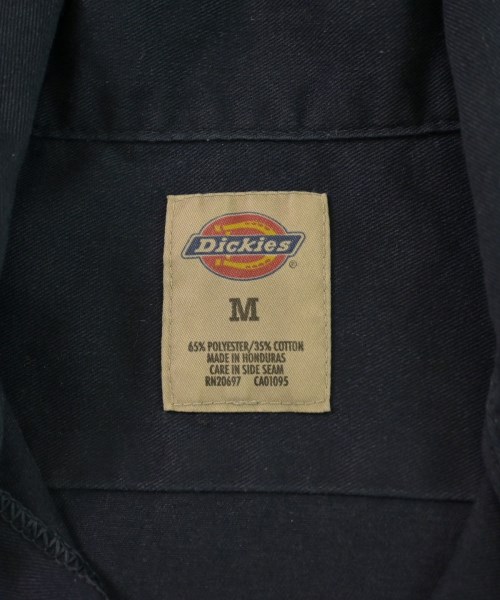 Dickies
®
M
65% POLYESTER/35% COTTON
MADE IN HONDURAS
CARE IN SIDE SEAM
RN20697 CA01095